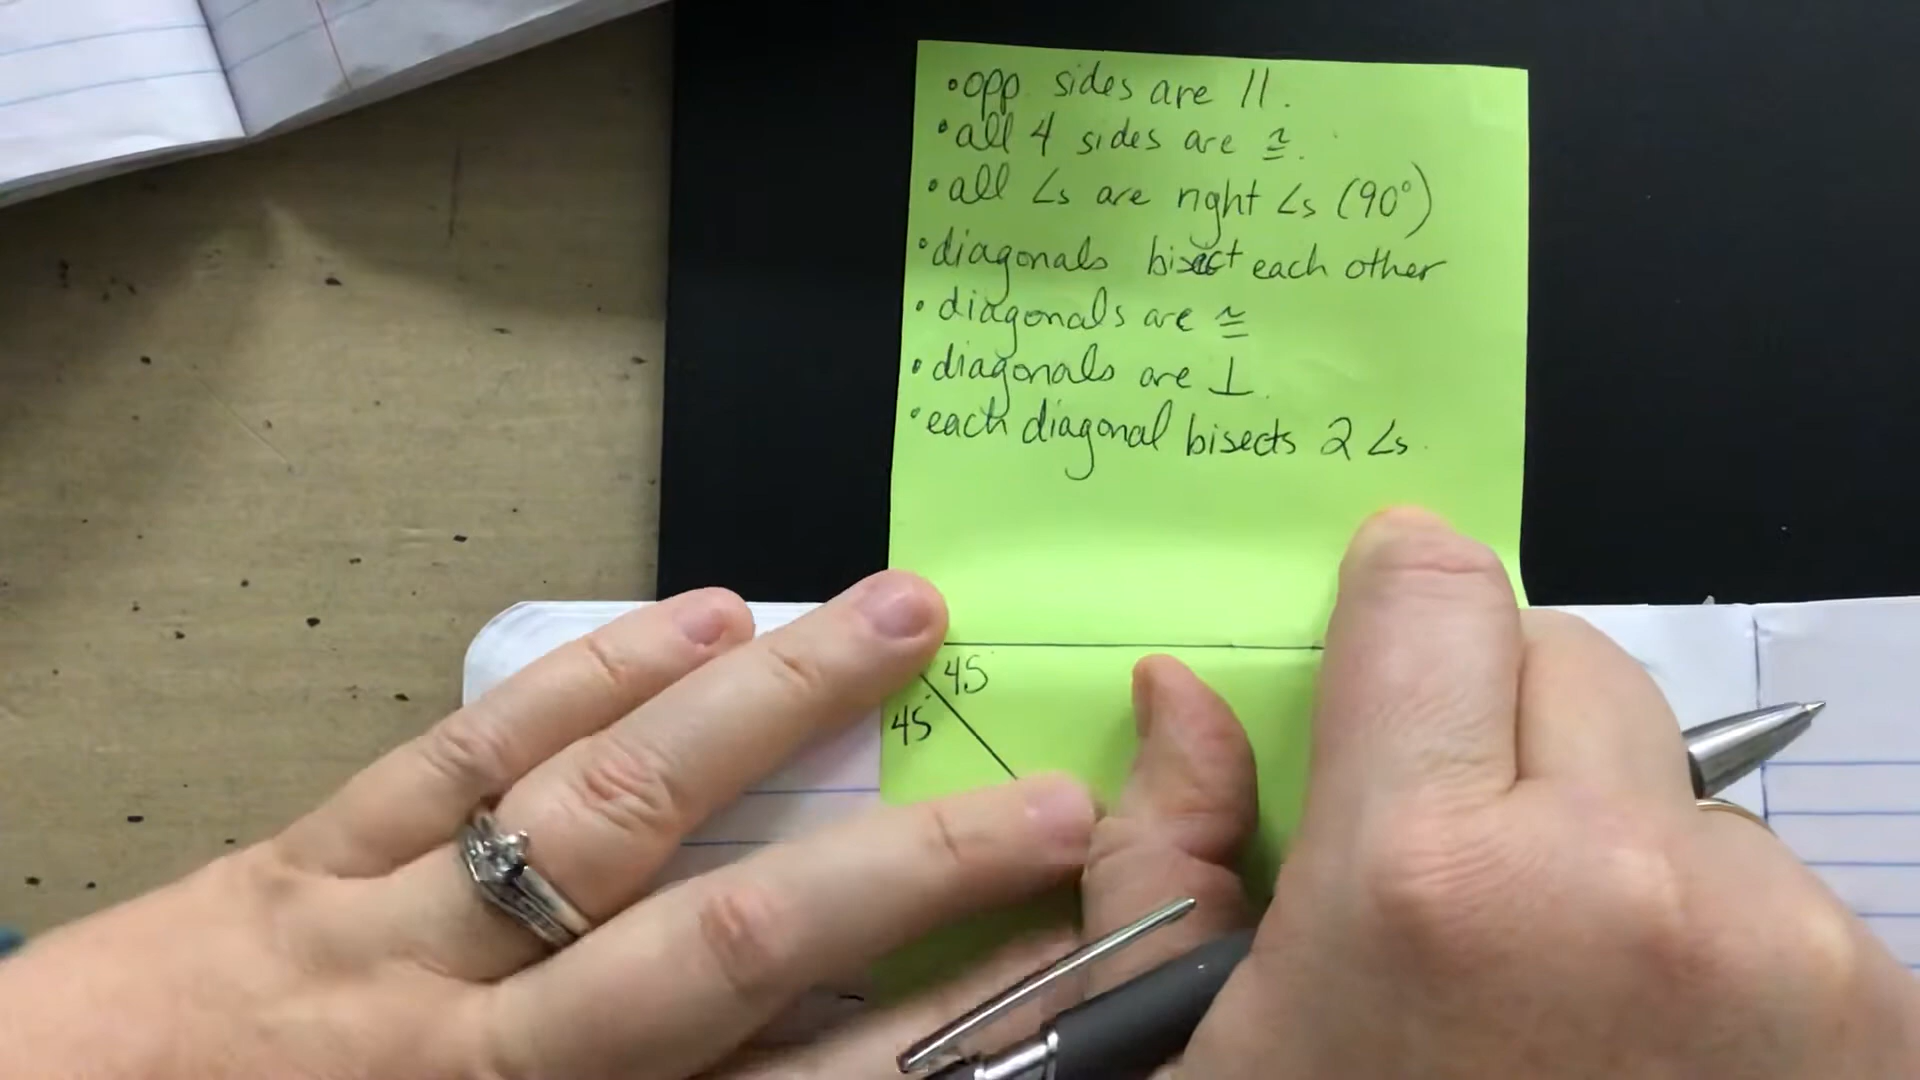 •opp. sides are //.
•all 4 sides are ≅.
•all ∠s are right ∠s (90°)
•diagonals bisect each other
•diagonals are ≅
•diagonals are ⊥.
•each diagonal bisects 2 ∠s.
45
45